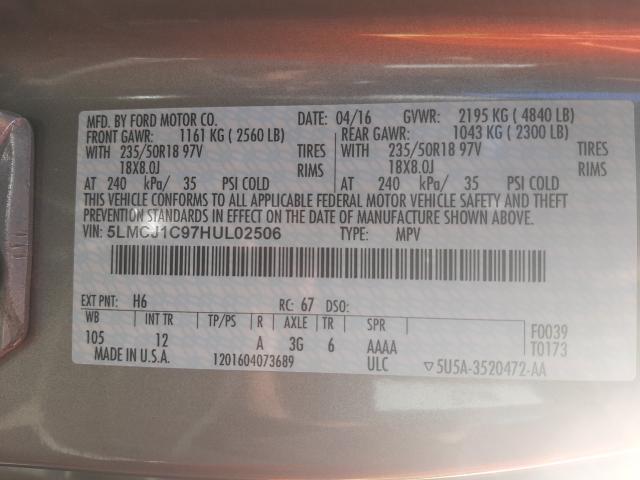 MFD. BY FORD MOTOR CO. DATE: 04/16 GVWR: 2195 KG ( 4840 LB)
FRONT GAWR: 1161 KG ( 2560 LB) REAR GAWR: 1043 KG ( 2300 LB)
WITH 235/50R18 97V TIRES WITH 235/50R18 97V TIRES
18X8.0J RIMS 18X8.0J RIMS
AT 240 kPa/ 35 PSI COLD AT 240 kPa/ 35 PSI COLD
THIS VEHICLE CONFORMS TO ALL APPLICABLE FEDERAL MOTOR VEHICLE SAFETY AND THEFT
PREVENTION STANDARDS IN EFFECT ON THE DATE OF MANUFACTURE SHOWN ABOVE.
VIN: 5LMCJ1C97HUL02506 TYPE: MPV
EXT PNT: H6 RC: 67 DSO:
WB INT TR TP/PS R AXLE TR SPR F0039
105 12 A 3G 6 AAAA T0173
MADE IN U.S.A. 1201604073689 ULC ▽5U5A-3520472-AA